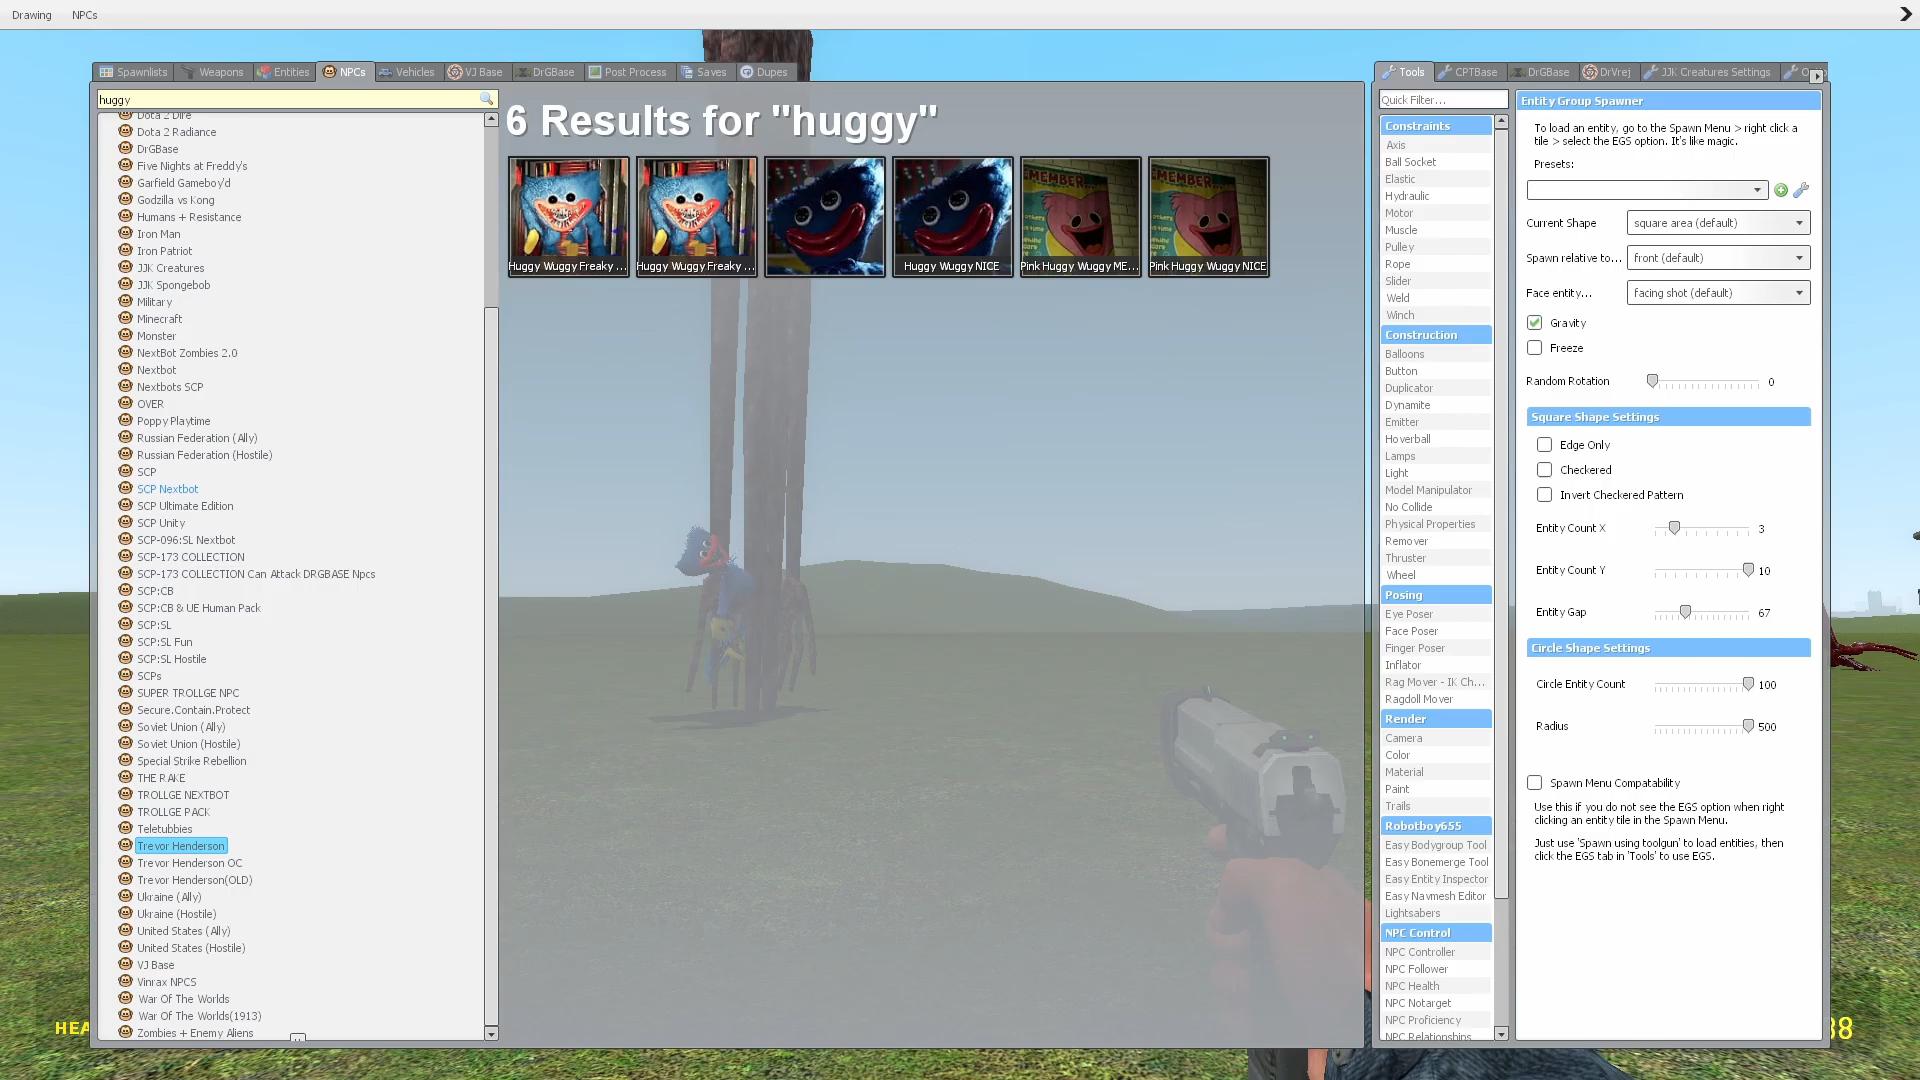 Drawing NPCs
Spawnlists Weapons Entities NPCs Vehicles VJ Base DrGBase Post Process Saves Dupes
huggy
Dota 2 Dire
Dota 2 Radiance
DrGBase
Five Nights at Freddy's
Garfield Gameboy'd
Godzilla vs Kong
Humans + Resistance
Iron Man
Iron Patriot
JJK Creatures
JJK Spongebob
Military
Minecraft
Monster
NextBot Zombies 2.0
Nextbot
Nextbots SCP
OVER
Poppy Playtime
Russian Federation (Ally)
Russian Federation (Hostile)
SCP
SCP Nextbot
SCP Ultimate Edition
SCP Unity
SCP-096:SL Nextbot
SCP-173 COLLECTION
SCP-173 COLLECTION Can Attack DRGBASE Npcs
SCP:CB
SCP:CB & UE Human Pack
SCP:SL
SCP:SL Fun
SCP:SL Hostile
SCPs
SUPER TROLLGE NPC
Secure.Contain.Protect
Soviet Union (Ally)
Soviet Union (Hostile)
Special Strike Rebellion
THE RAKE
TROLLGE NEXTBOT
TROLLGE PACK
Teletubbies
Trevor Henderson
Trevor Henderson OC
Trevor Henderson(OLD)
Ukraine (Ally)
Ukraine (Hostile)
United States (Ally)
United States (Hostile)
VJ Base
Vinrax NPCS
War Of The Worlds
War Of The Worlds(1913)
Zombies + Enemy Aliens
6 Results for "huggy"
Huggy Wuggy Freaky ...
Huggy Wuggy Freaky ...
Huggy Wuggy NICE
Pink Huggy Wuggy ME...
Pink Huggy Wuggy NICE
Tools CPTBase DrGBase DrVrej JJK Creatures Settings
Quick Filter...
Constraints
Axis
Ball Socket
Elastic
Hydraulic
Motor
Muscle
Pulley
Rope
Slider
Weld
Winch
Construction
Balloons
Button
Duplicator
Dynamite
Emitter
Hoverball
Lamps
Light
Model Manipulator
No Collide
Physical Properties
Remover
Thruster
Wheel
Posing
Eye Poser
Face Poser
Finger Poser
Inflator
Rag Mover - IK Ch...
Ragdoll Mover
Render
Camera
Color
Material
Paint
Trails
Robotboy655
Easy Bodygroup Tool
Easy Bonemerge Tool
Easy Entity Inspector
Easy Navmesh Editor
Lightsabers
NPC Control
NPC Controller
NPC Follower
NPC Health
NPC Notarget
NPC Proficiency
NPC Relationships
Entity Group Spawner
To load an entity, go to the Spawn Menu > right click a
tile > select the EGS option. It's like magic.
Presets:
Current Shape square area (default)
Spawn relative to... front (default)
Face entity... facing shot (default)
Gravity
Freeze
Random Rotation 0
Square Shape Settings
Edge Only
Checkered
Invert Checkered Pattern
Entity Count X 3
Entity Count Y 10
Entity Gap 67
Circle Shape Settings
Circle Entity Count 100
Radius 500
Spawn Menu Compatability
Use this if you do not see the EGS option when right
clicking an entity tile in the Spawn Menu.
Just use 'Spawn using toolgun' to load entities, then
click the EGS tab in 'Tools' to use EGS.